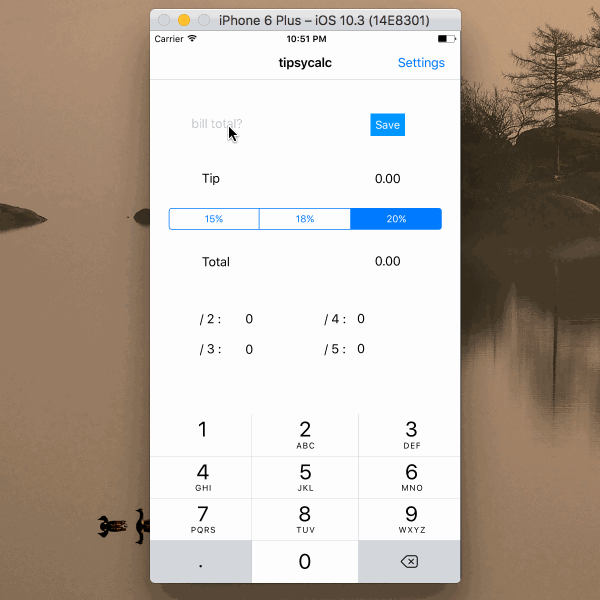 iPhone 6 Plus – iOS 10.3 (14E8301)
Carrier 10:51 PM
tipsycalc Settings
bill total? Save
Tip 0.00
15% 18% 20%
Total 0.00
/ 2 : 0 / 4 : 0
/ 3 : 0 / 5 : 0
1 2 3
ABC DEF
4 5 6
GHI JKL MNO
7 8 9
PQRS TUV WXYZ
. 0